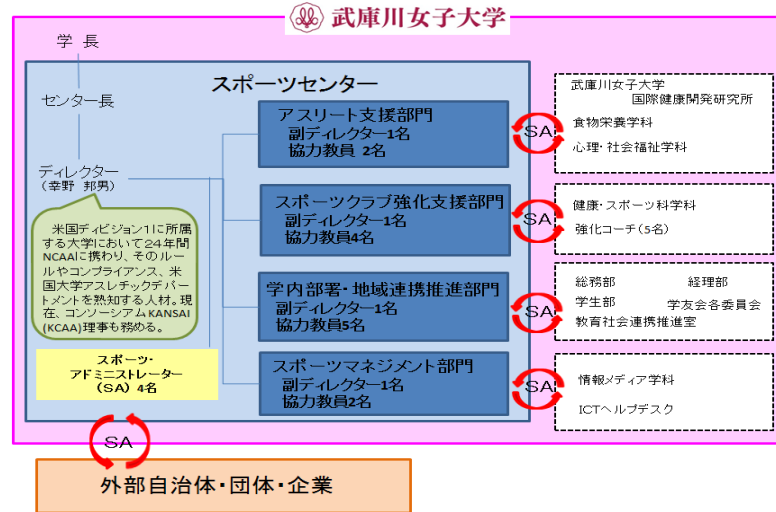 武庫川女子大学
学 長
スポーツセンター
センター長
ディレクター
(幸野 邦男)
米国ディビジョン1に所属
する大学において24年間
NCAAに携わり、そのルー
ルやコンプライアンス、米
国大学アスレチックデパー
トメントを熟知する人材。現
在、コンソーシアムKANSAI
(KCAA)理事も務める。
スポーツ・
アドミニストレーター
(SA) 4名
アスリート支援部門
副ディレクター1名
協力教員 2名
SA
武庫川女子大学
国際健康開発研究所
食物栄養学科
心理・社会福祉学科
スポーツクラブ強化支援部門
副ディレクター1名
協力教員4名
SA
健康・スポーツ科学科
強化コーチ(5名)
学内部署・地域連携推進部門
副ディレクター1名
協力教員5名
SA
総務部 経理部
学生部 学友会各委員会
教育社会連携推進室
スポーツマネジメント部門
副ディレクター1名
協力教員2名
SA
情報メディア学科
ICTヘルプデスク
SA
外部自治体・団体・企業